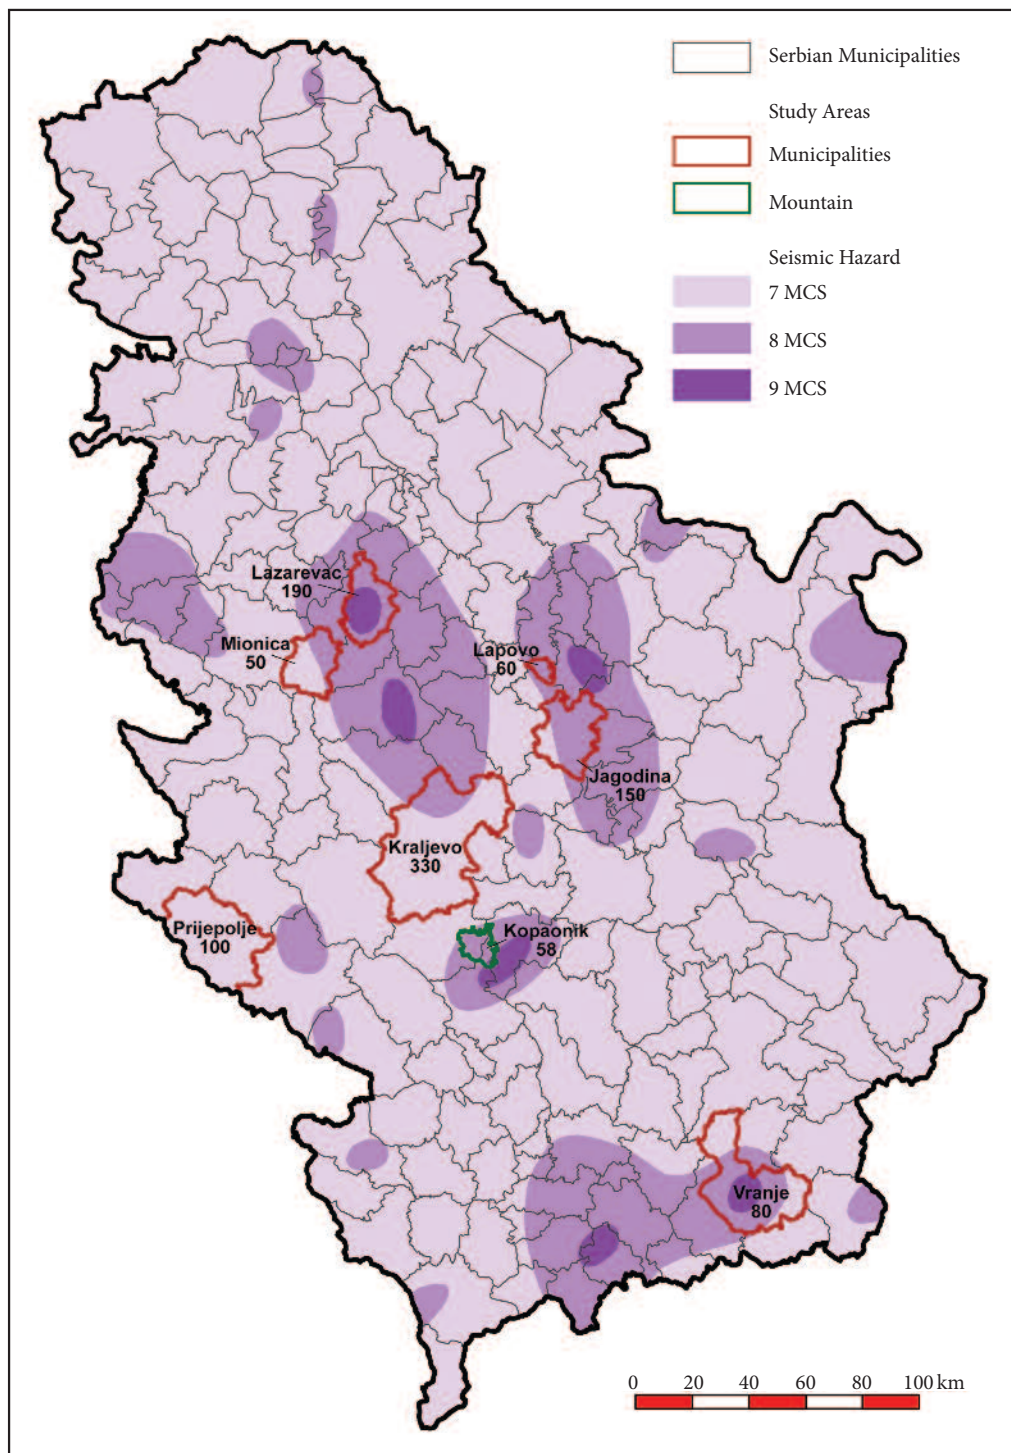 Serbian Municipalities
Study Areas
Municipalities
Mountain
Seismic Hazard
7 MCS
8 MCS
9 MCS
Lazarevac
190
Mionica
50
Lapovo
60
Jagodina
150
Kraljevo
330
Prijepolje
100
Kopaonik
58
Vranje
80
0 20 40 60 80 100 km